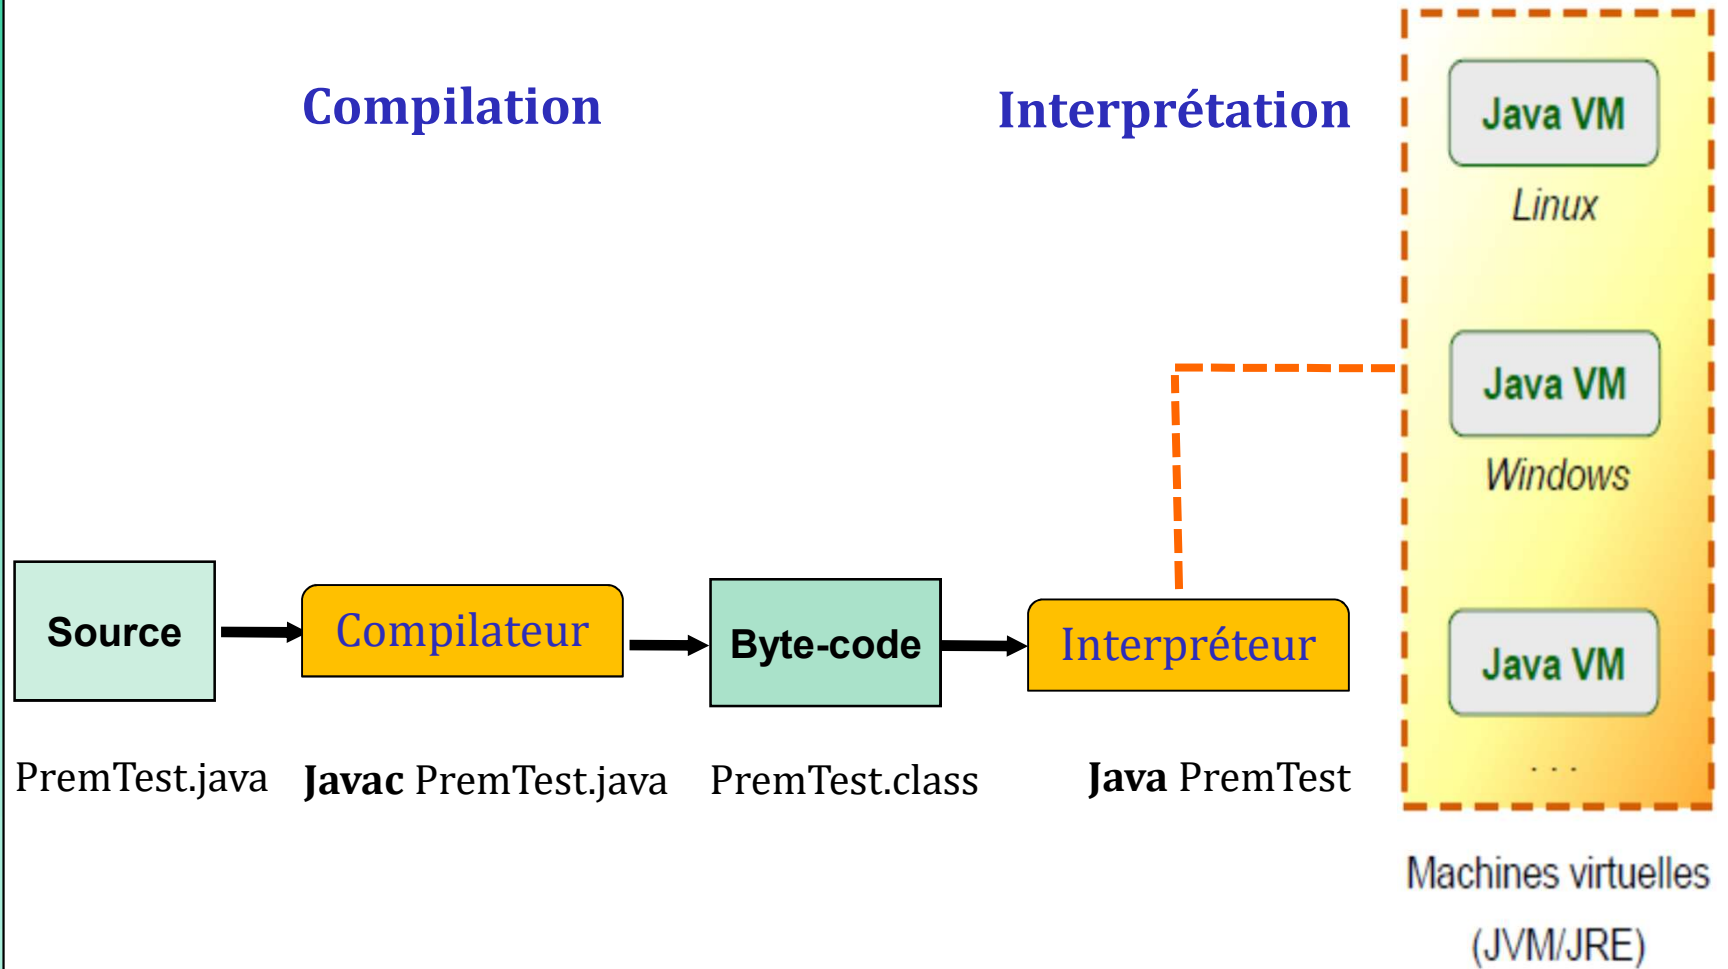 Compilation
Interprétation
Source
Compilateur
Byte-code
Interpréteur
PremTest.java
Javac PremTest.java
PremTest.class
Java PremTest
Java VM
Linux
Java VM
Windows
Java VM
...
Machines virtuelles
(JVM/JRE)